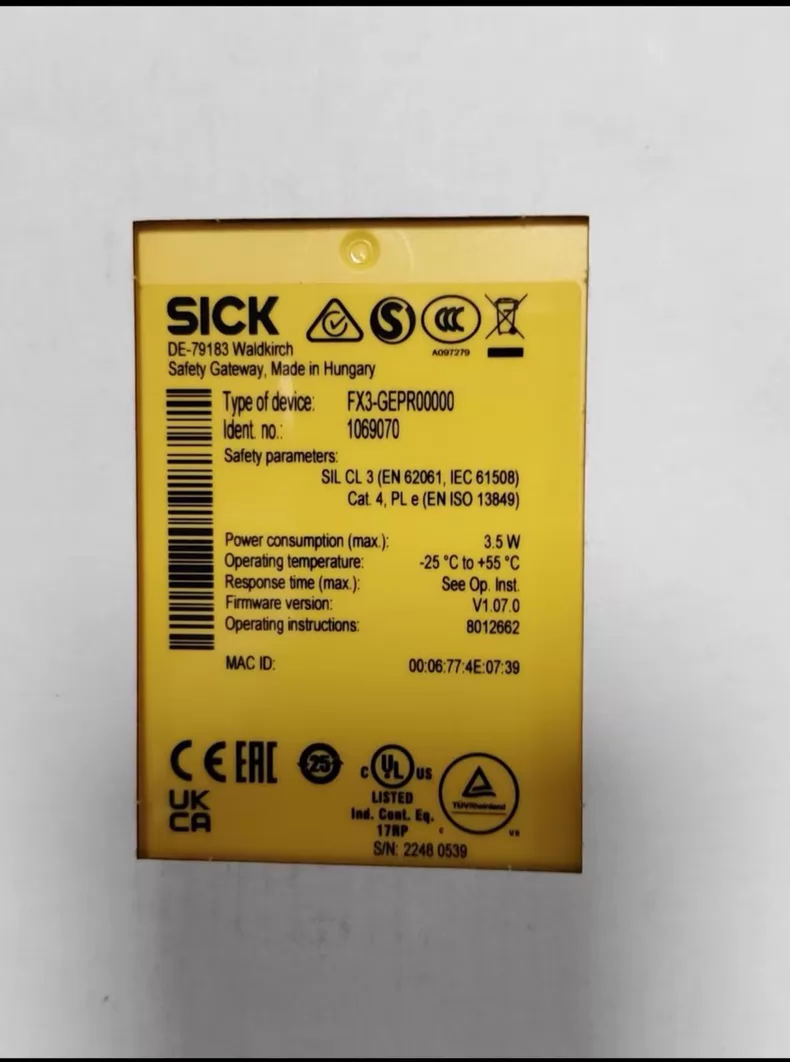 SICK
A097279
DE-79183 Waldkirch
Safety Gateway, Made in Hungary
Type of device: FX3-GEPR00000
Ident. no.: 1069070
Safety parameters:
SIL CL 3 (EN 62061, IEC 61508)
Cat. 4, PL e (EN ISO 13849)
Power consumption (max.): 3.5 W
Operating temperature: -25 °C to +55 °C
Response time (max.): See Op. Inst.
Firmware version: V1.07.0
Operating instructions: 8012662
MAC ID: 00:06:77:4E:07:39
CE EAC 25 c UL US
UK
CA
LISTED
Ind. Cont. Eq.
17RP
TÜVRheinland
C US
S/N: 2248 0539